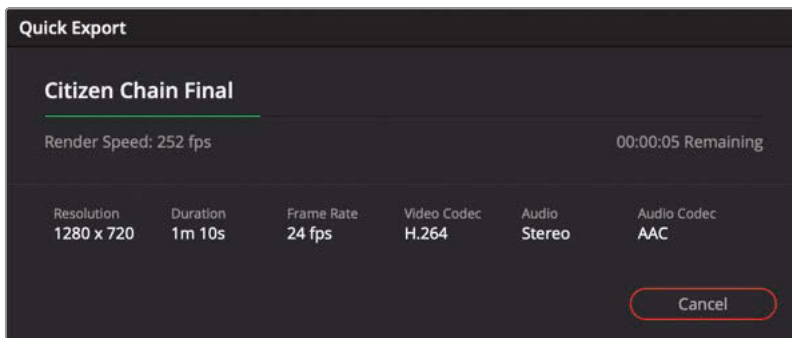 Quick Export
Citizen Chain Final
Render Speed: 252 fps 00:00:05 Remaining
Resolution Duration Frame Rate Video Codec Audio Audio Codec
1280 x 720 1m 10s 24 fps H.264 Stereo AAC
Cancel